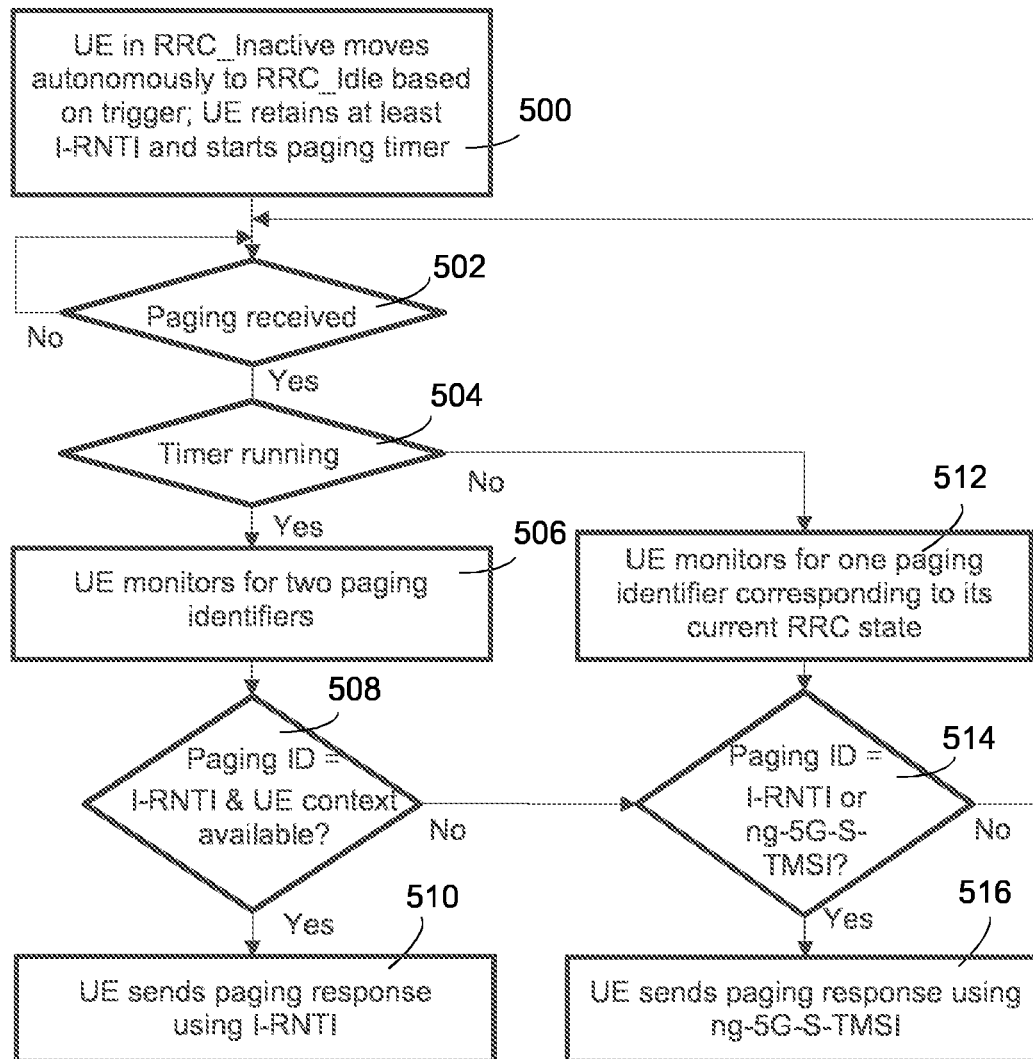 UE in RRC_Inactive moves
autonomously to RRC_Idle based
on trigger; UE retains at least
I-RNTI and starts paging timer
500
502
Paging received
No
Yes
504
Timer running
No
Yes
506
UE monitors for two paging
identifiers
512
UE monitors for one paging
identifier corresponding to its
current RRC state
508
Paging ID =
I-RNTI & UE context
available?
No
Yes
514
Paging ID =
I-RNTI or
ng-5G-S-
TMSI?
No
Yes
510
UE sends paging response
using I-RNTI
516
UE sends paging response using
ng-5G-S-TMSI